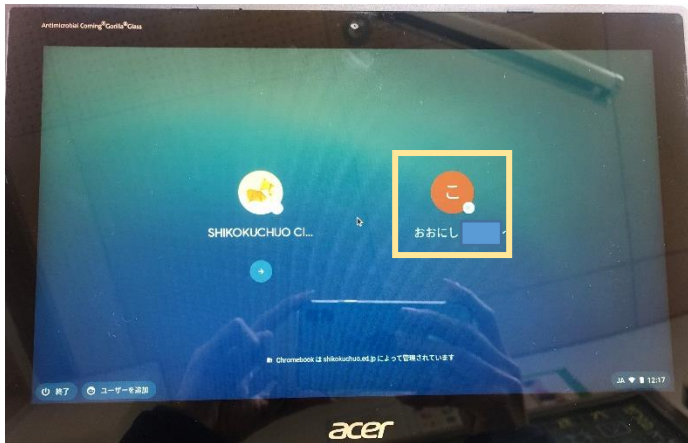 Antimicrobial Corning®Gorilla®Glass
こ
SHIKOKUCHUO CI...
おおにし
Chromebook は shikokuchuo.ed.jp によって管理されています
終了
ユーザーを追加
JA
12:17
acer